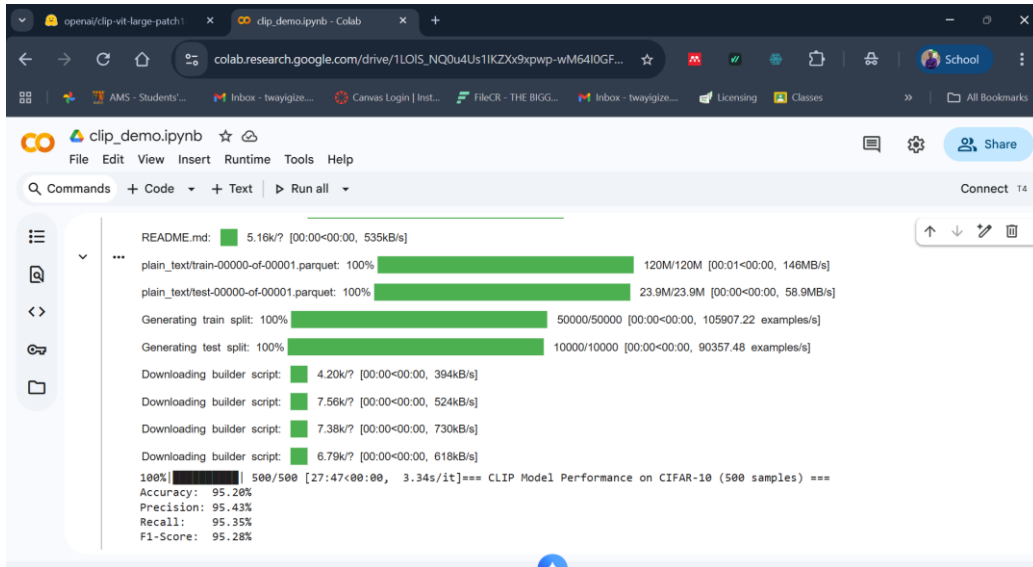 openai/clip-vit-large-patch1
clip_demo.ipynb - Colab
colab.research.google.com/drive/1LOlS_NQ0u4Us1IKZXx9xpwp-wM64I0GF...
School
AMS - Students'...
Inbox - twayigize....
Canvas Login | Inst...
FileCR - THE BIGG...
Inbox - twayigize....
Licensing
Classes
»
All Bookmarks
clip_demo.ipynb
Share
File Edit View Insert Runtime Tools Help
Commands + Code + Text Run all
Connect T4
README.md: 5.16k/? [00:00<00:00, 535kB/s]
plain_text/train-00000-of-00001.parquet: 100% 120M/120M [00:01<00:00, 146MB/s]
plain_text/test-00000-of-00001.parquet: 100% 23.9M/23.9M [00:00<00:00, 58.9MB/s]
Generating train split: 100% 50000/50000 [00:00<00:00, 105907.22 examples/s]
Generating test split: 100% 10000/10000 [00:00<00:00, 90357.48 examples/s]
Downloading builder script: 4.20k/? [00:00<00:00, 394kB/s]
Downloading builder script: 7.56k/? [00:00<00:00, 524kB/s]
Downloading builder script: 7.38k/? [00:00<00:00, 730kB/s]
Downloading builder script: 6.79k/? [00:00<00:00, 618kB/s]
100%|██████████| 500/500 [27:47<00:00, 3.34s/it]=== CLIP Model Performance on CIFAR-10 (500 samples) ===
Accuracy: 95.20%
Precision: 95.43%
Recall: 95.35%
F1-Score: 95.28%